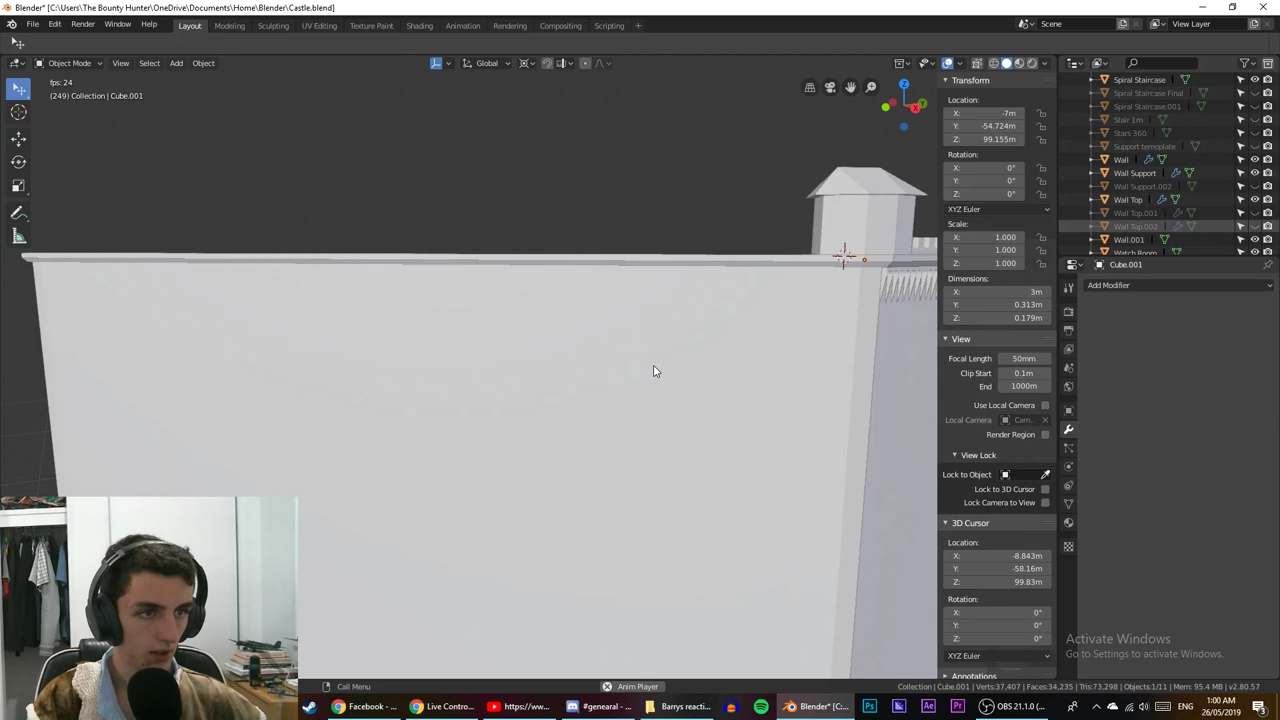 Blender* [C:\Users\The Bounty Hunter\OneDrive\Documents\Home\Blender\Castle.blend]
File Edit Render Window Help Layout Modeling Sculpting UV Editing Texture Paint Shading Animation Rendering Compositing Scripting + Scene View Layer
Object Mode View Select Add Object Global
fps: 24
(249) Collection | Cube.001
Z
Y
X
Transform
Location:
X: -7m
Y: -54.724m
Z: 99.155m
Rotation:
X: 0°
Y: 0°
Z: 0°
XYZ Euler
Scale:
X: 1.000
Y: 1.000
Z: 1.000
Dimensions:
X: 3m
Y: 0.313m
Z: 0.179m
View
Focal Length 50mm
Clip Start 0.1m
End 1000m
Use Local Camera
Local Camera Cam..
Render Region
View Lock
Lock to Object
Lock to 3D Cursor
Lock Camera to View
3D Cursor
Location:
X: -8.843m
Y: -58.16m
Z: 99.83m
Rotation:
X: 0°
Y: 0°
Z: 0°
XYZ Euler
Annotations
Spiral Staircase
Spiral Staircase Final
Spiral Staircase.001
Stair 1m
Stars 360
Support temoplate
Wall
Wall Support
Wall Support.002
Wall Top
Wall Top.001
Wall Top.002
Wall.001
Watch Room
Cube.001
Add Modifier
Activate Windows
Go to Settings to activate Windows.
Call Menu
Anim Player
Collection | Cube.001 | Verts:37,407 | Faces:34,235 | Tris:73,298 | Objects:1/11 | Mem: 95.4 MB | v2.80.57
Facebook - ...
Live Contro...
https://ww...
#genearal - ...
Barrys reacti...
Blender* [C:...
Ps
Ae
Pr
OBS 21.1.0 (...
1:00 AM
26/05/2019